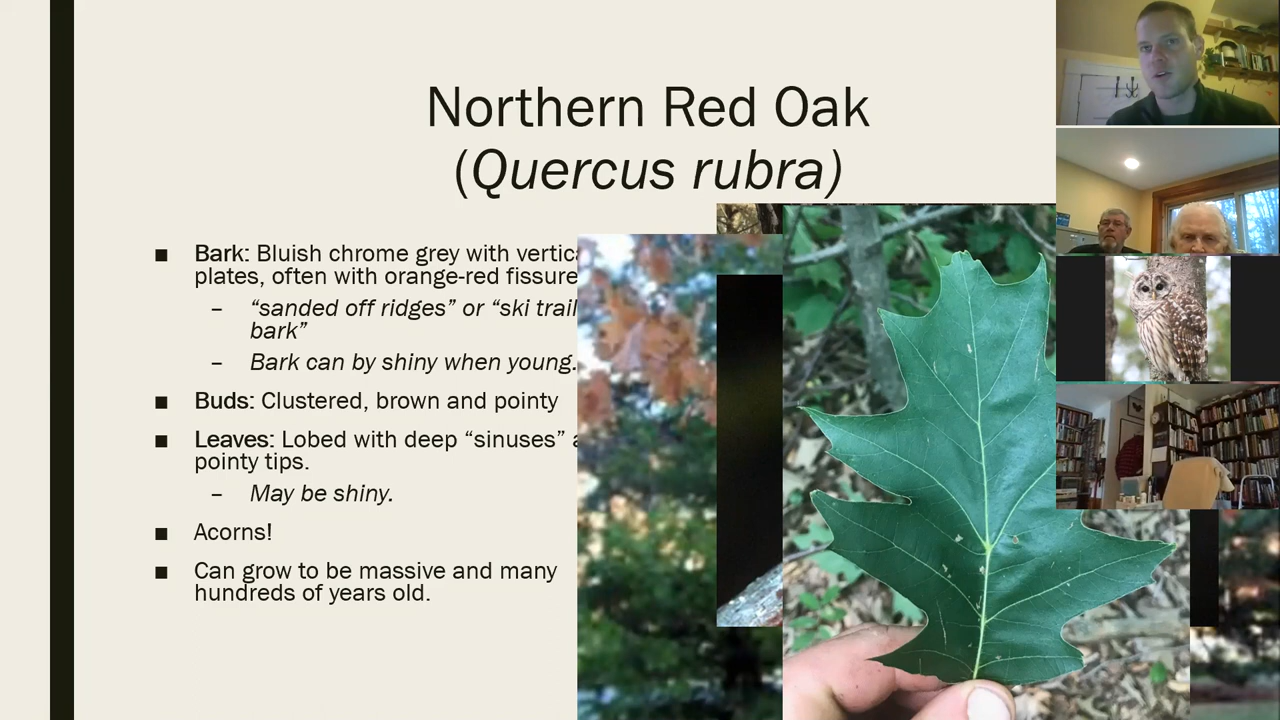 Northern Red Oak
(Quercus rubra)
■ Bark: Bluish chrome grey with
plates, often with orange-red
– “sanded off ridges” or “ski trail
bark”
– Bark can by shiny when young.
■ Buds: Clustered, brown and pointy
■ Leaves: Lobed with deep “sinuses”
pointy tips.
– May be shiny.
■ Acorns!
■ Can grow to be massive and many
hundreds of years old.